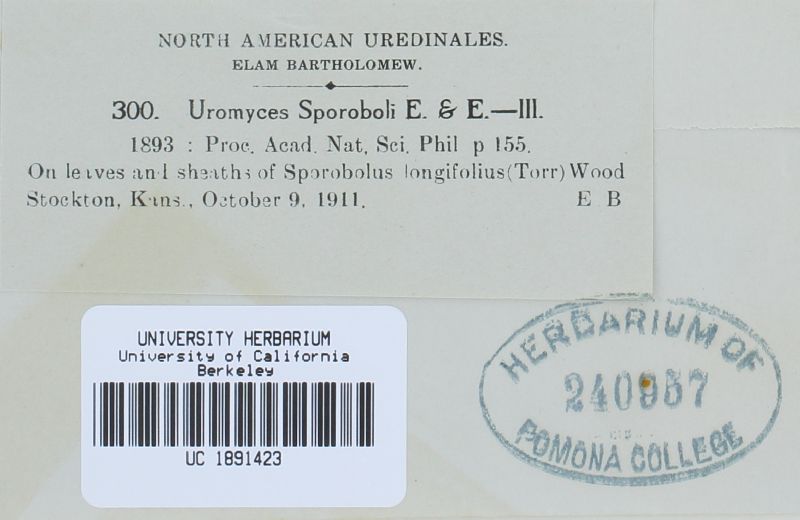 NORTH AMERICAN UREDINALES.
ELAM BARTHOLOMEW.
300. Uromyces Sporoboli E. & E.—III.
1893 : Proc. Acad. Nat, Sci. Phil p 155.
On leaves and sheaths of Sporobolus longifolius(Torr) Wood
Stockton, Kans., October 9, 1911. E B
UNIVERSITY HERBARIUM
University of California
Berkeley
UC 1891423
HERBARIUM OF
240957
POMONA COLLEGE